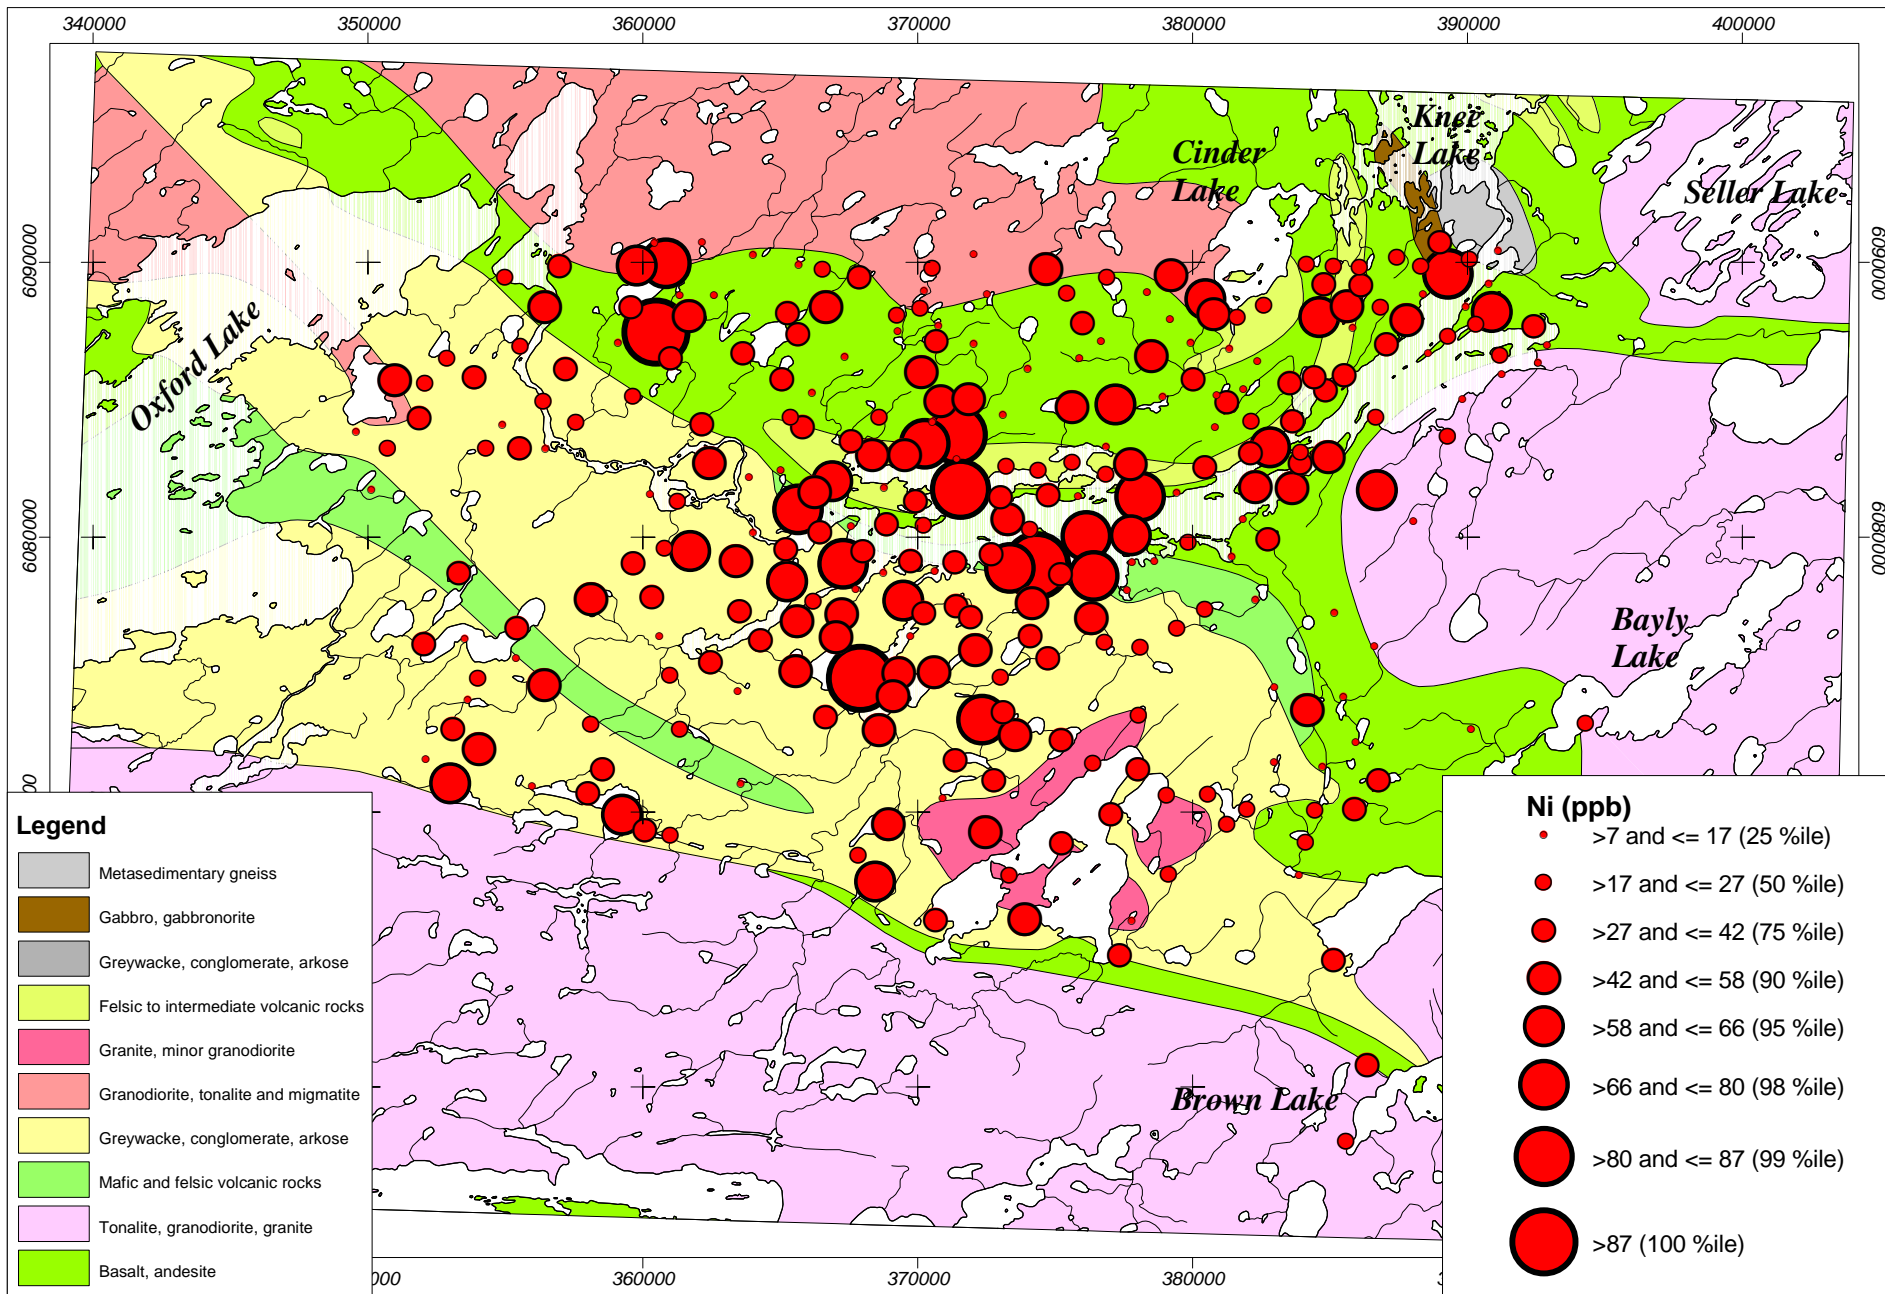 340000 350000 360000 370000 380000 390000 400000
Knee
Lake
Cinder
Lake
Seller Lake
6090000 6090000
Oxford Lake
6080000 6080000
Bayly
Lake
Brown Lake
Legend
Metasedimentary gneiss
Gabbro, gabbronorite
Greywacke, conglomerate, arkose
Felsic to intermediate volcanic rocks
Granite, minor granodiorite
Granodiorite, tonalite and migmatite
Greywacke, conglomerate, arkose
Mafic and felsic volcanic rocks
Tonalite, granodiorite, granite
Basalt, andesite
Ni (ppb)
>7 and <= 17 (25 %ile)
>17 and <= 27 (50 %ile)
>27 and <= 42 (75 %ile)
>42 and <= 58 (90 %ile)
>58 and <= 66 (95 %ile)
>66 and <= 80 (98 %ile)
>80 and <= 87 (99 %ile)
>87 (100 %ile)
360000 370000 380000